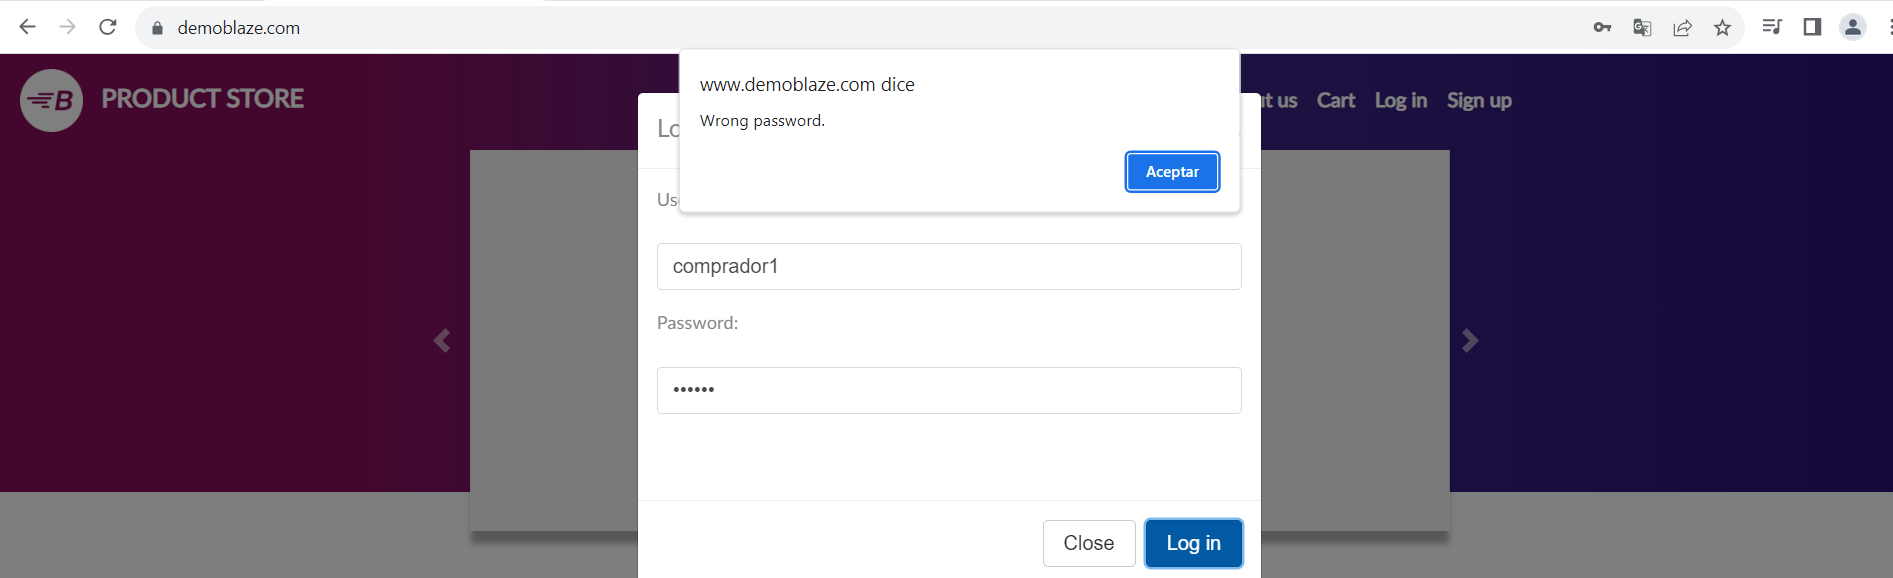 demoblaze.com
www.demoblaze.com dice
Wrong password.
Aceptar
B PRODUCT STORE
t us Cart Log in Sign up
Lo
Us
comprador1
Password:
••••••
Close Log in